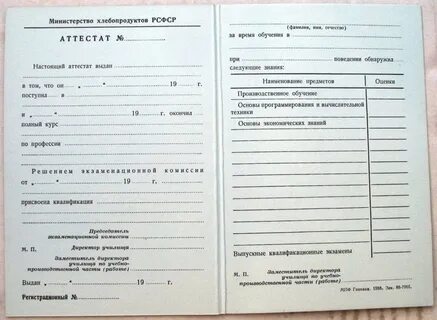 Министерство хлебопродуктов РСФСР
АТТЕСТАТ №
Настоящий аттестат выдан
в том, что он „ “ 19 г.
поступил в
и „ “ 19 г. окончил
полный курс
по профессии
Решением экзаменационной комиссии
от „ “ 19 г.
присвоена квалификация
Председатель
экзаменационной комиссии
М. П. Директор училища
Заместитель директора
училища по учебно-
производственной части (работе)
Выдан „ “ 19 г.
Регистрационный №
(фамилия, имя, отчество)
за время обучения в
при поведении обнаружил
следующие знания:
Наименование предметов Оценки
Производственное обучение
Основы программирования и вычислительной
техники
Основы экономических знаний
Выпускные квалификационные экзамены
М. П. Заместитель директора
училища по учебно-
производственной части (работе)
МПФ Гознака. 1988.